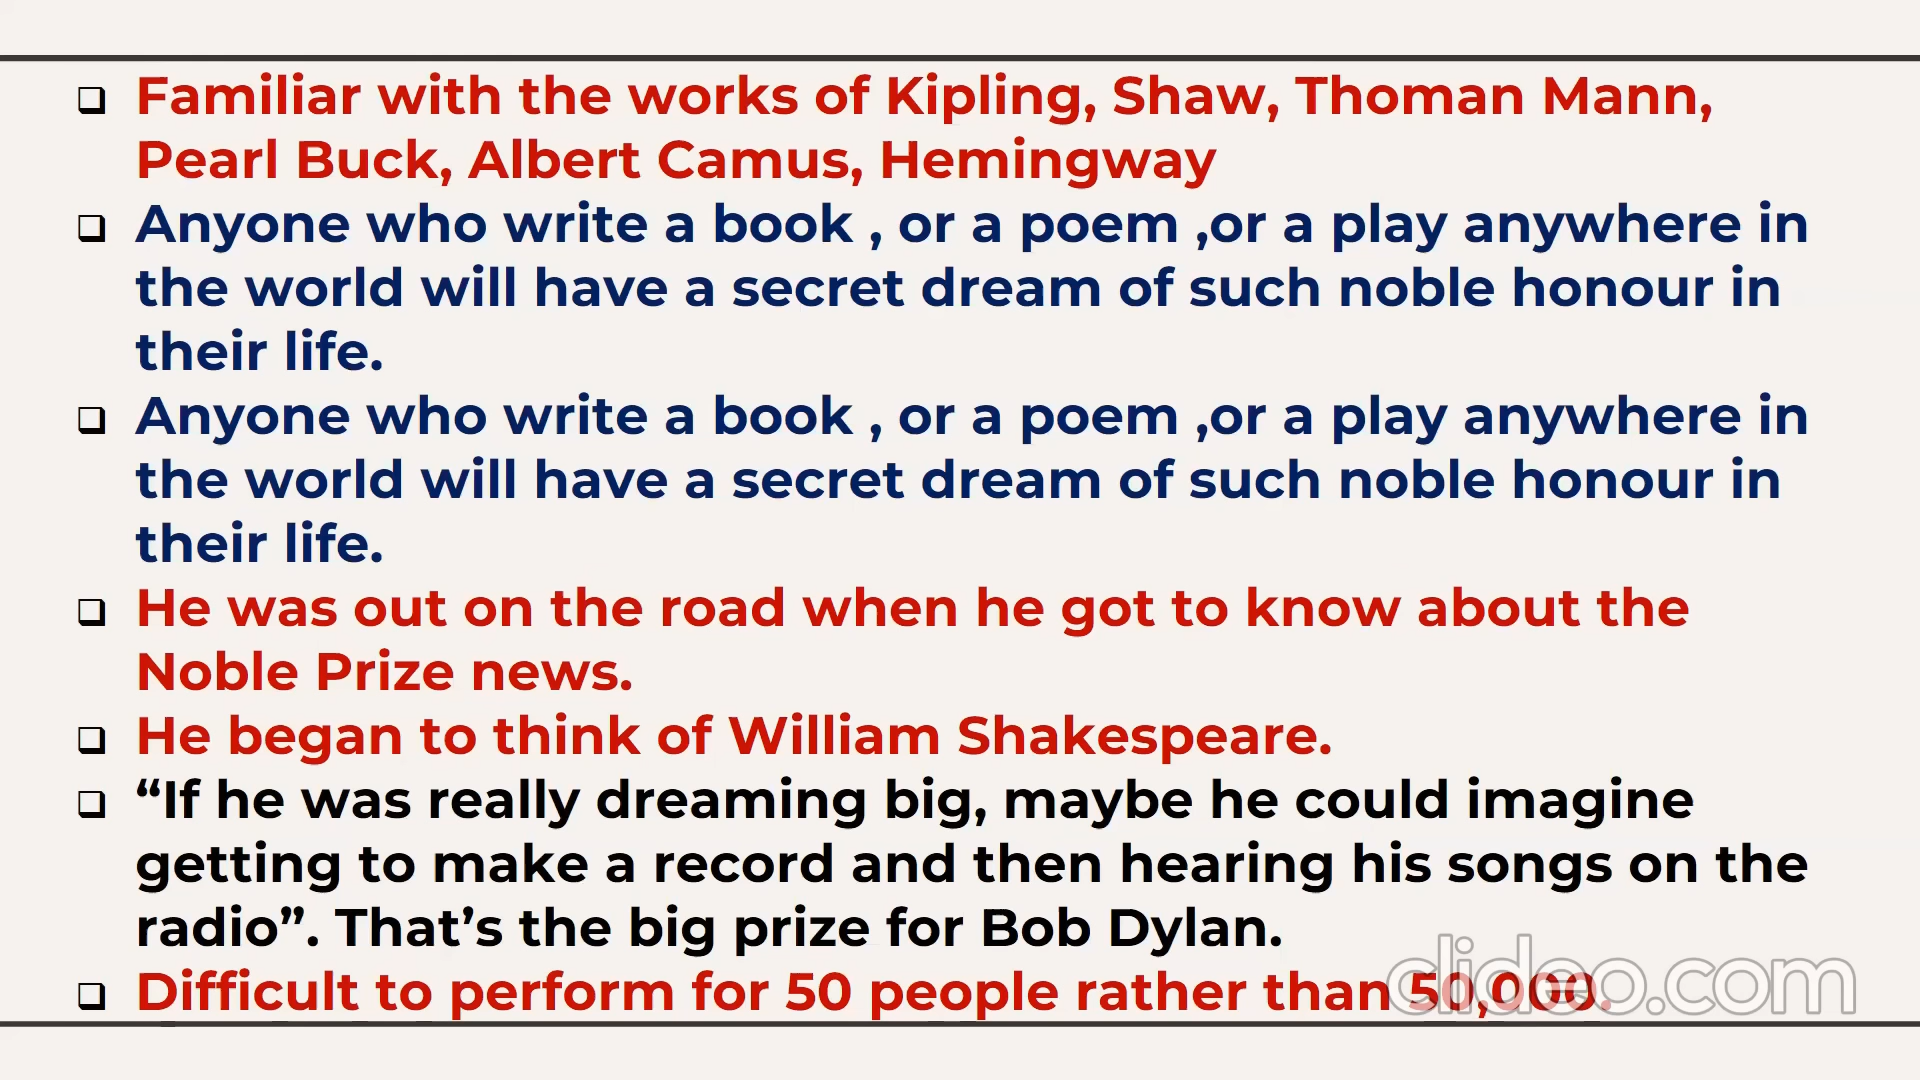 ❑ Familiar with the works of Kipling, Shaw, Thoman Mann,
Pearl Buck, Albert Camus, Hemingway
❑ Anyone who write a book , or a poem ,or a play anywhere in
the world will have a secret dream of such noble honour in
their life.
❑ Anyone who write a book , or a poem ,or a play anywhere in
the world will have a secret dream of such noble honour in
their life.
❑ He was out on the road when he got to know about the
Noble Prize news.
❑ He began to think of William Shakespeare.
❑ “If he was really dreaming big, maybe he could imagine
getting to make a record and then hearing his songs on the
radio”. That’s the big prize for Bob Dylan.
❑ Difficult to perform for 50 people rather than 50,000.
clideo.com